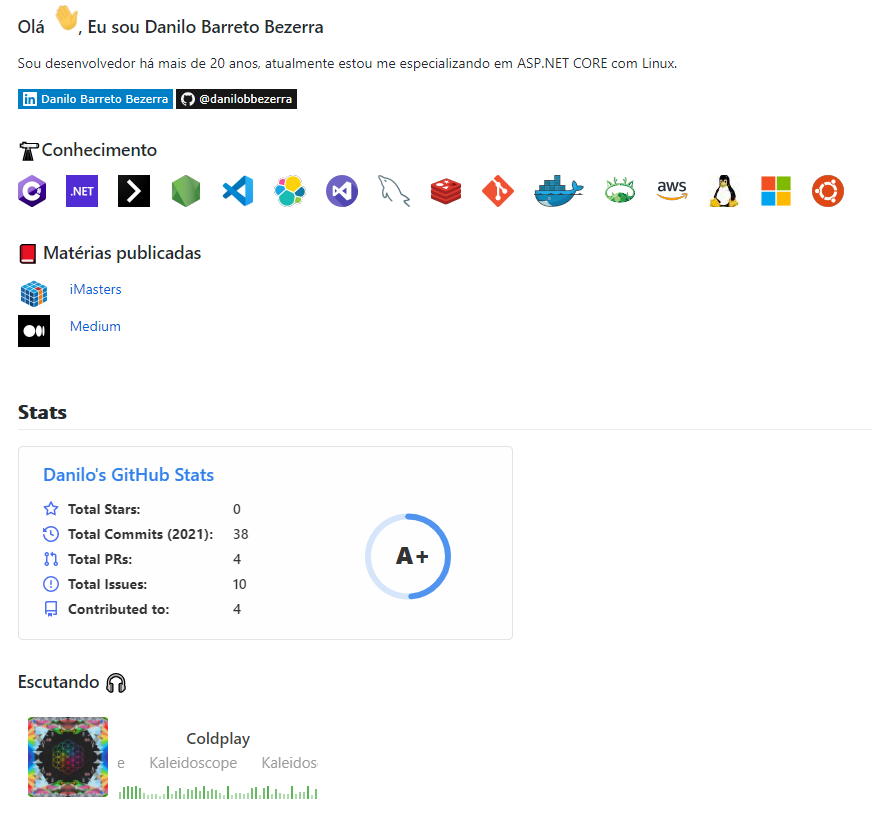 Olá 👋, Eu sou Danilo Barreto Bezerra
Sou desenvolvedor há mais de 20 anos, atualmente estou me especializando em ASP.NET CORE com Linux.
in Danilo Barreto Bezerra @danilobbezerra
Conhecimento
.NET aws
Matérias publicadas
iMasters
Medium
Stats
Danilo's GitHub Stats
Total Stars: 0
Total Commits (2021): 38
Total PRs: 4
Total Issues: 10
Contributed to: 4
A+
Escutando
Coldplay
e Kaleidoscope Kaleidos